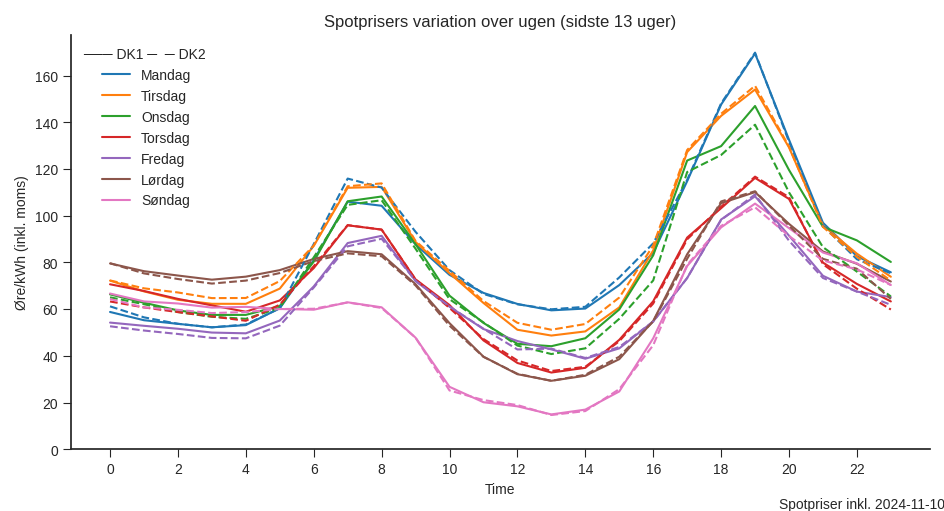 Spotprisers variation over ugen (sidste 13 uger)
DK1 DK2
Mandag
Tirsdag
Onsdag
Torsdag
Fredag
Lørdag
Søndag
Øre/kWh (inkl. moms)
160
140
120
100
80
60
40
20
0
0 2 4 6 8 10 12 14 16 18 20 22
Time
Spotpriser inkl. 2024-11-10